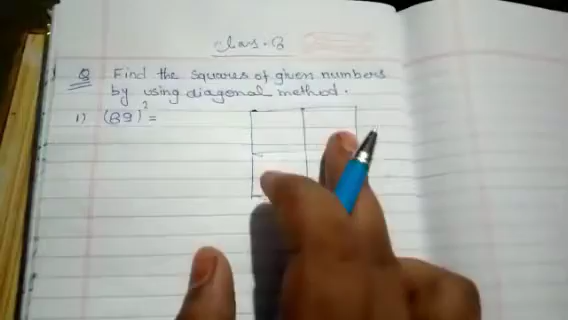 Class-8
Q Find the squares of given numbers
by using diagonal method.
1) (89)² =